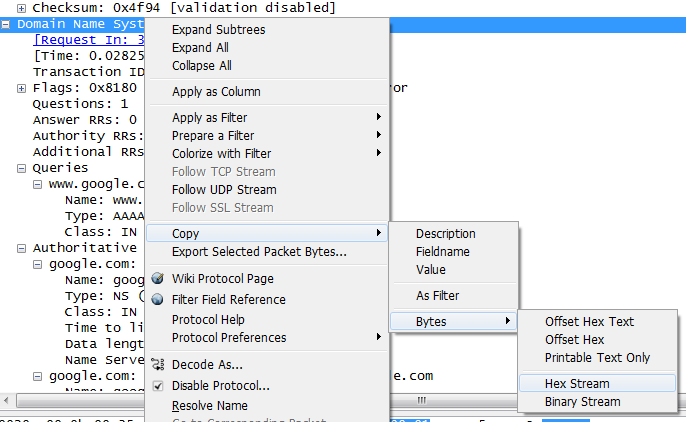 Checksum: 0x4f94 [validation disabled]
Domain Name Syst
[Request In: 3
[Time: 0.02825
Transaction ID
Flags: 0x8180
Questions: 1
Answer RRs: 0
Authority RRs:
Additional RRs
Queries
www.google.c
Name: www.
Type: AAAA
Class: IN
Authoritative
google.com:
Name: goog
Type: NS (
Class: IN
Time to li
Data lengt
Name Serve
google.com:
le.com
Expand Subtrees
Expand All
Collapse All
Apply as Column
Apply as Filter
Prepare a Filter
Colorize with Filter
Follow TCP Stream
Follow UDP Stream
Follow SSL Stream
Copy
Export Selected Packet Bytes...
Wiki Protocol Page
Filter Field Reference
Protocol Help
Protocol Preferences
Decode As...
Disable Protocol...
Resolve Name
Description
Fieldname
Value
As Filter
Bytes
Offset Hex Text
Offset Hex
Printable Text Only
Hex Stream
Binary Stream